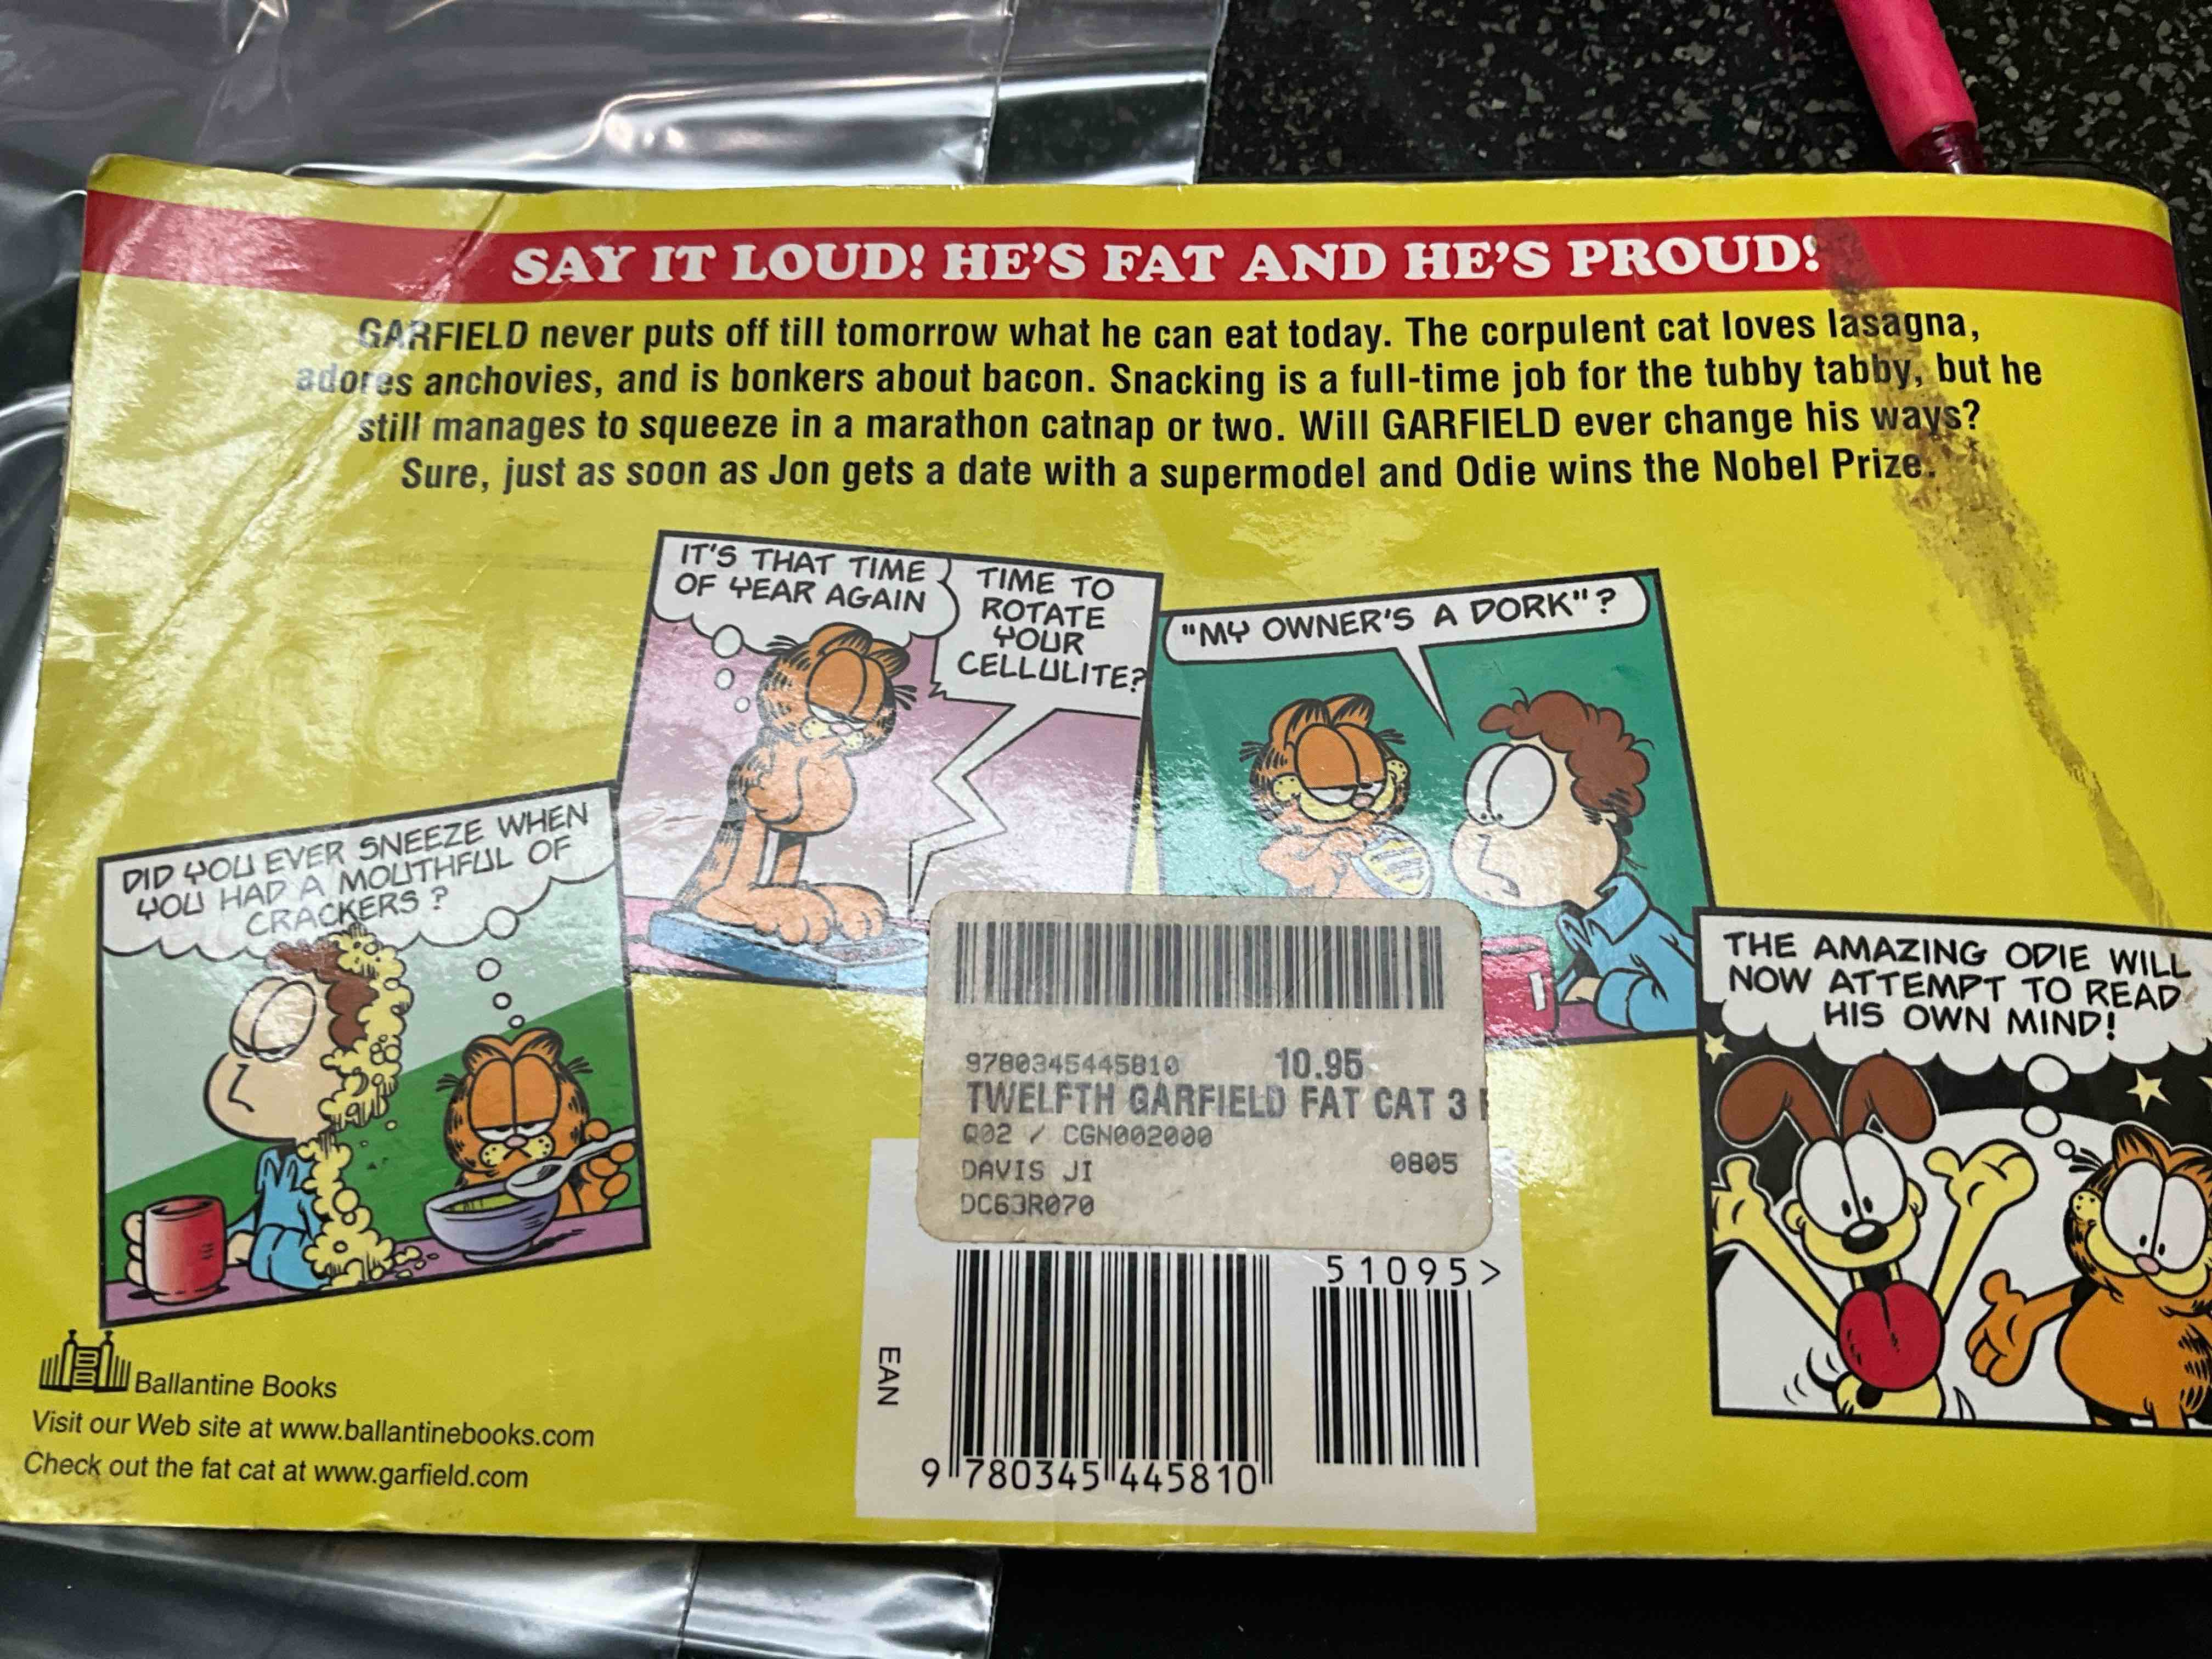 SAY IT LOUD! HE'S FAT AND HE'S PROUD!
GARFIELD never puts off till tomorrow what he can eat today. The corpulent cat loves lasagna,
adores anchovies, and is bonkers about bacon. Snacking is a full-time job for the tubby tabby, but he
still manages to squeeze in a marathon catnap or two. Will GARFIELD ever change his ways?
Sure, just as soon as Jon gets a date with a supermodel and Odie wins the Nobel Prize.
DID YOU EVER SNEEZE WHEN
YOU HAD A MOUTHFUL OF
CRACKERS?
IT'S THAT TIME
OF YEAR AGAIN
TIME TO
ROTATE
YOUR
CELLULITE?
"MY OWNER'S A DORK"?
THE AMAZING ODIE WILL
NOW ATTEMPT TO READ
HIS OWN MIND!
9780345445810 10.95
TWELFTH GARFIELD FAT CAT 3
Q02 / CGN002000
DAVIS JI 0805
DC63R070
51095>
EAN
9 780345 445810
Ballantine Books
Visit our Web site at www.ballantinebooks.com
Check out the fat cat at www.garfield.com